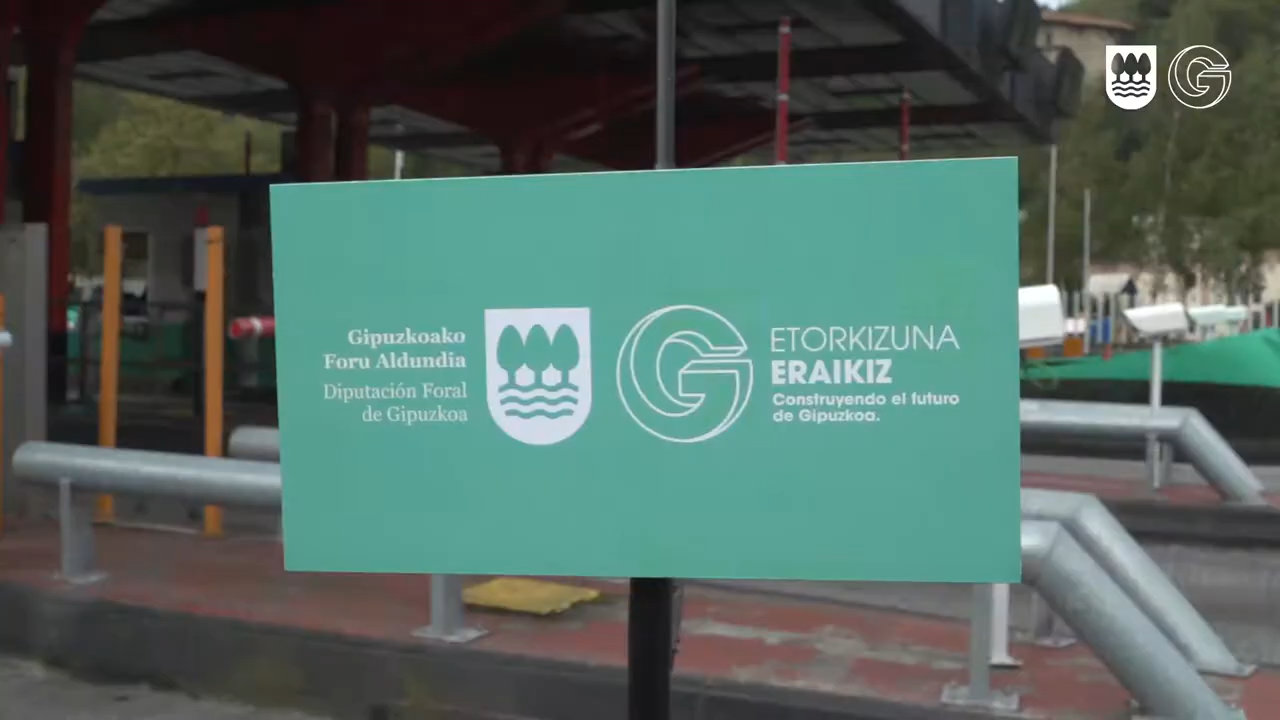 Gipuzkoako
Foru Aldundia
Diputación Foral
de Gipuzkoa
G
ETORKIZUNA
ERAIKIZ
Construyendo el futuro
de Gipuzkoa.
G